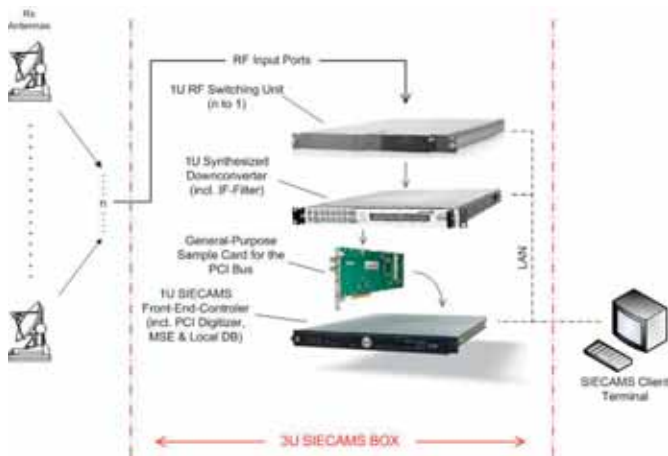 Rx
Antennas
RF Input Ports
1U RF Switching Unit
(n to 1)
1U Synthesized
Downconverter
(incl. IF-Filter)
n
General-Purpose
Sample Card for the
PCI Bus
LAN
1U SIECAMS
Front-End-Controler
(incl. PCI Digitizer,
MSE & Local DB)
SIECAMS Client
Terminal
3U SIECAMS BOX